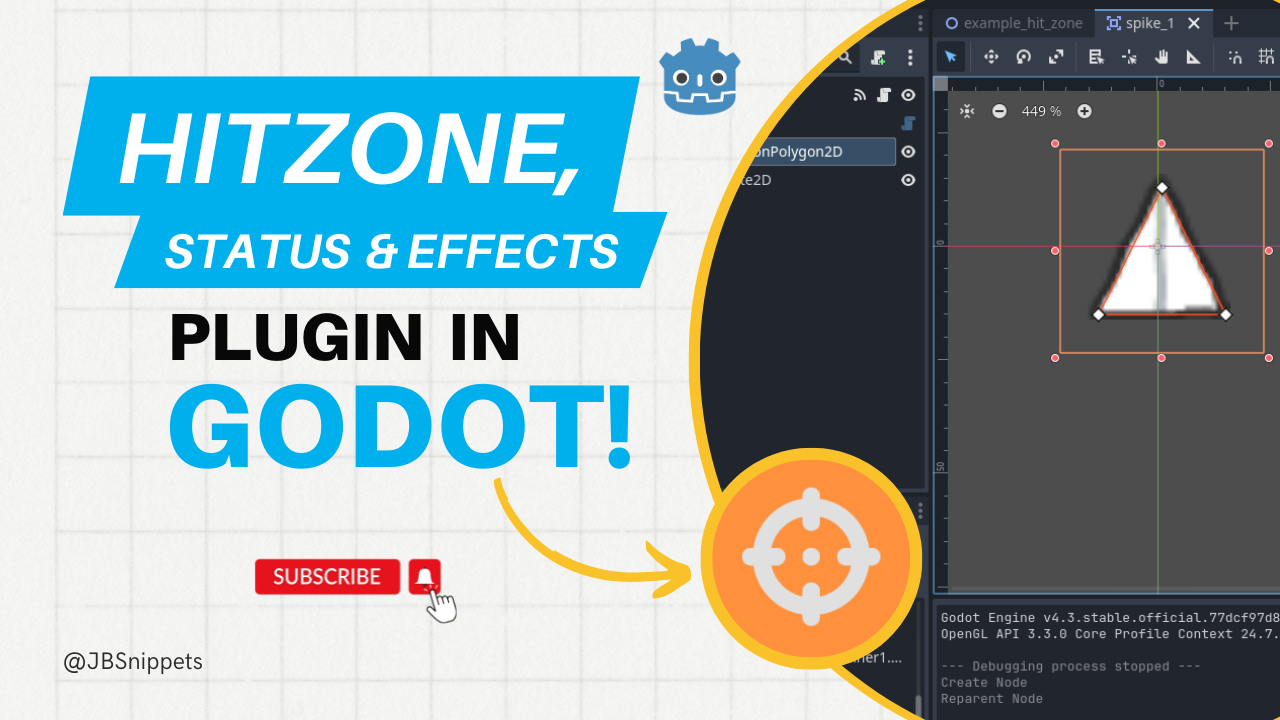 HITZONE,
STATUS & EFFECTS
PLUGIN IN
GODOT!
SUBSCRIBE
@JBSnippets
example_hit_zone
spike_1
0
449 %
onPolygon2D
te2D
0
50
ner1....
Godot Engine v4.3.stable.official.77dcf97d8
OpenGL API 3.3.0 Core Profile Context 24.7.
--- Debugging process stopped ---
Create Node
Reparent Node